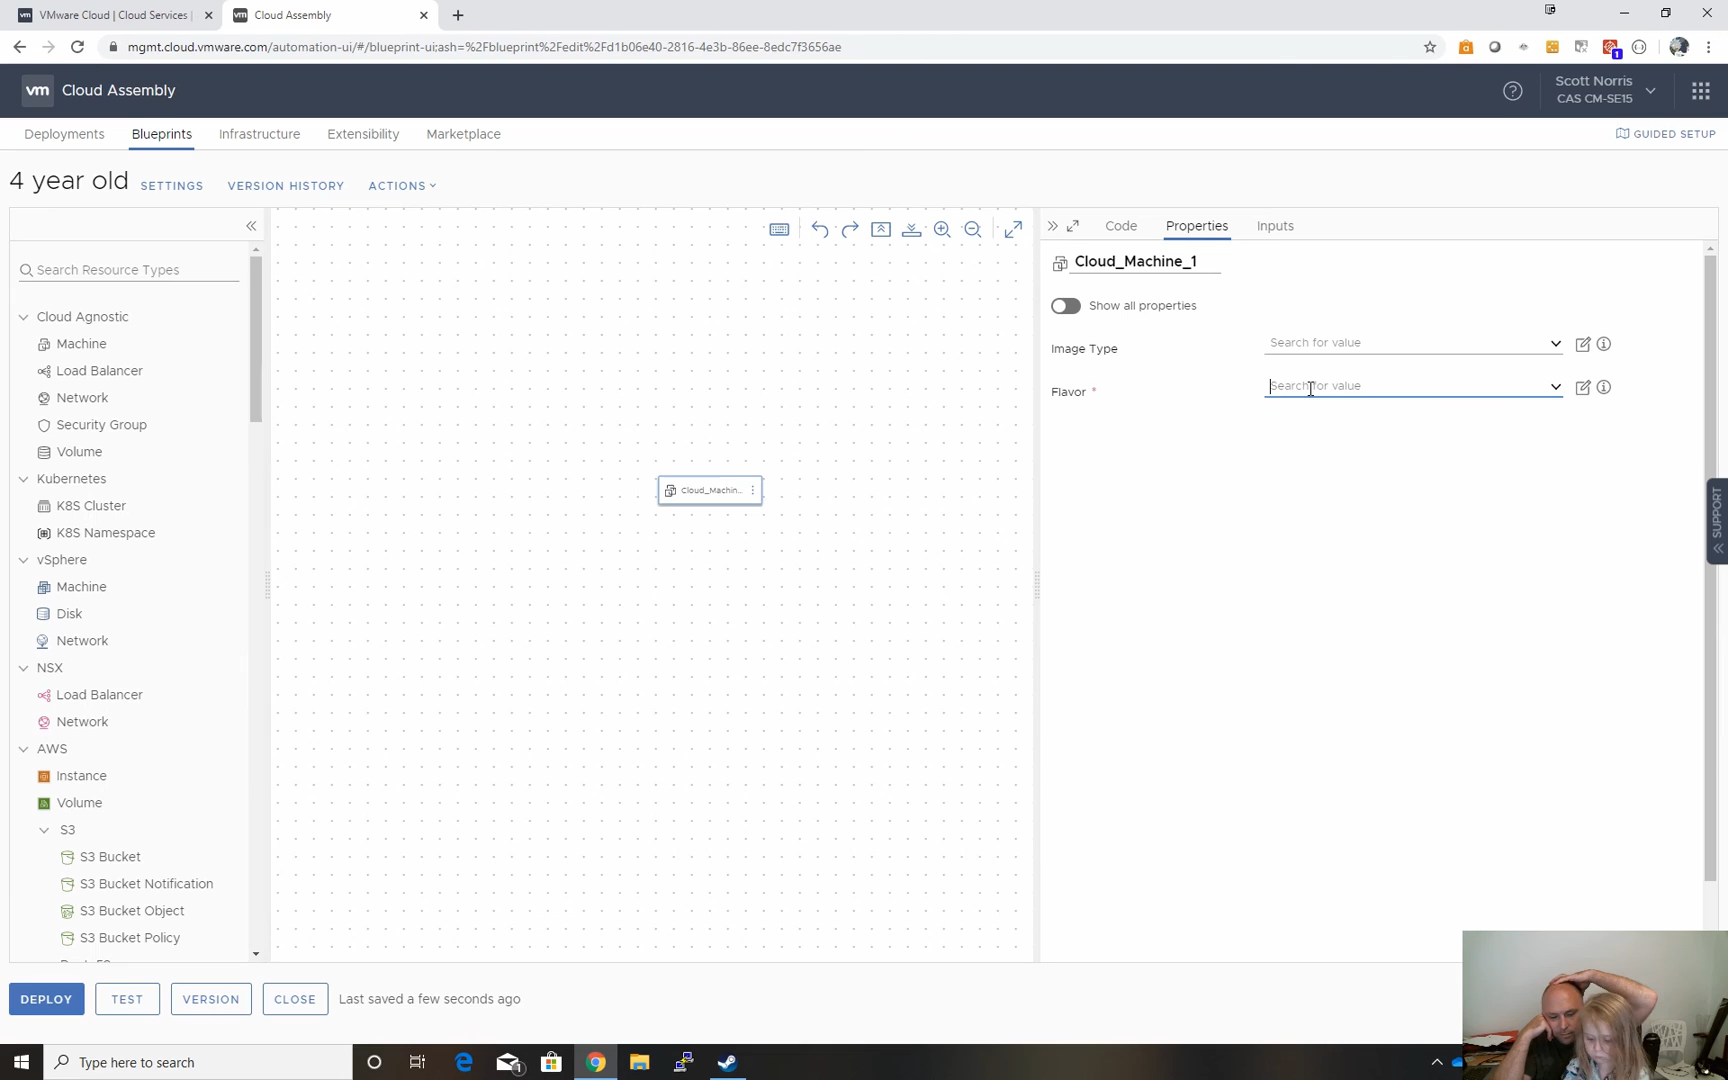 VMware Cloud | Cloud Services |
Cloud Assembly
mgmt.cloud.vmware.com/automation-ui/#/blueprint-ui;ash=%2Fblueprint%2Fedit%2Fd1b06e40-2816-4e3b-86ee-8edc7f3656ae
1
vm Cloud Assembly
Scott Norris
CAS CM-SE15
Deployments Blueprints Infrastructure Extensibility Marketplace
GUIDED SETUP
4 year old SETTINGS VERSION HISTORY ACTIONS
Code Properties Inputs
Search Resource Types
Cloud Agnostic
Machine
Load Balancer
Network
Security Group
Volume
Kubernetes
K8S Cluster
K8S Namespace
vSphere
Machine
Disk
Network
NSX
Load Balancer
Network
AWS
Instance
Volume
S3
S3 Bucket
S3 Bucket Notification
S3 Bucket Object
S3 Bucket Policy
Cloud_Machin...
Cloud_Machine_1
Show all properties
Image Type Search for value
Flavor * Search for value
SUPPORT
DEPLOY TEST VERSION CLOSE Last saved a few seconds ago
Type here to search
1